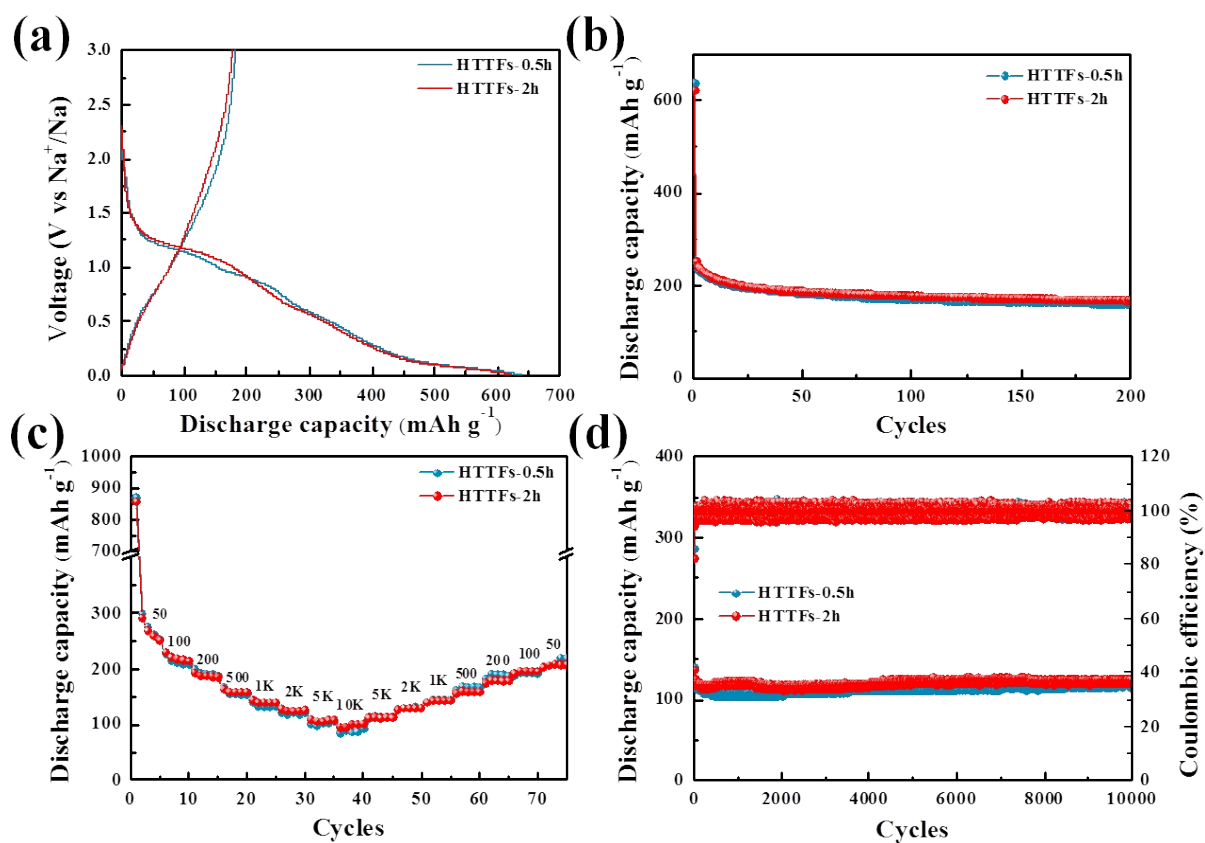 (a)
3.0
2.5
2.0
1.5
1.0
0.5
0.0
Voltage (V vs Na⁺/Na)
HTTFs-0.5h
HTTFs-2h
0 100 200 300 400 500 600 700
Discharge capacity (mAh g⁻¹)
(b)
600
400
200
0
Discharge capacity (mAh g⁻¹)
HTTFs-0.5h
HTTFs-2h
0 50 100 150 200
Cycles
(c)
1000
900
800
700
300
200
100
0
Discharge capacity (mAh g⁻¹)
HTTFs-0.5h
HTTFs-2h
50 100 200 500 1K 2K 5K 10K 5K 2K 1K 500 200 100 50
0 10 20 30 40 50 60 70
Cycles
(d)
400
350
300
250
200
150
100
50
0
Discharge capacity (mAh g⁻¹)
HTTFs-0.5h
HTTFs-2h
120
100
80
60
40
20
0
Coulombic efficiency (%)
0 2000 4000 6000 8000 10000
Cycles